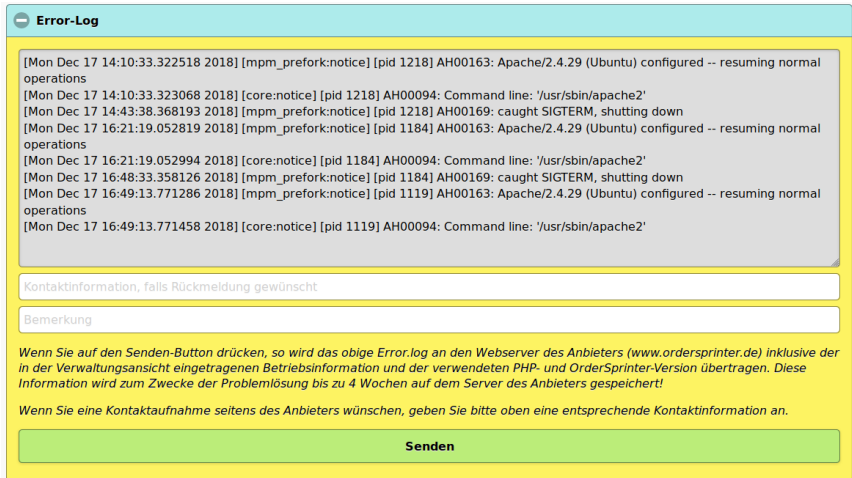 Error-Log
[Mon Dec 17 14:10:33.322518 2018] [mpm_prefork:notice] [pid 1218] AH00163: Apache/2.4.29 (Ubuntu) configured -- resuming normal
operations
[Mon Dec 17 14:10:33.323068 2018] [core:notice] [pid 1218] AH00094: Command line: '/usr/sbin/apache2'
[Mon Dec 17 14:43:38.368193 2018] [mpm_prefork:notice] [pid 1218] AH00169: caught SIGTERM, shutting down
[Mon Dec 17 16:21:19.052819 2018] [mpm_prefork:notice] [pid 1184] AH00163: Apache/2.4.29 (Ubuntu) configured -- resuming normal
operations
[Mon Dec 17 16:21:19.052994 2018] [core:notice] [pid 1184] AH00094: Command line: '/usr/sbin/apache2'
[Mon Dec 17 16:48:33.358126 2018] [mpm_prefork:notice] [pid 1184] AH00169: caught SIGTERM, shutting down
[Mon Dec 17 16:49:13.771286 2018] [mpm_prefork:notice] [pid 1119] AH00163: Apache/2.4.29 (Ubuntu) configured -- resuming normal
operations
[Mon Dec 17 16:49:13.771458 2018] [core:notice] [pid 1119] AH00094: Command line: '/usr/sbin/apache2'
Kontaktinformation, falls Rückmeldung gewünscht
Bemerkung
Wenn Sie auf den Senden-Button drücken, so wird das obige Error.log an den Webserver des Anbieters (www.ordersprinter.de) inklusive der
in der Verwaltungsansicht eingetragenen Betriebsinformation und der verwendeten PHP- und OrderSprinter-Version übertragen. Diese
Information wird zum Zwecke der Problemlösung bis zu 4 Wochen auf dem Server des Anbieters gespeichert!
Wenn Sie eine Kontaktaufnahme seitens des Anbieters wünschen, geben Sie bitte oben eine entsprechende Kontaktinformation an.
Senden